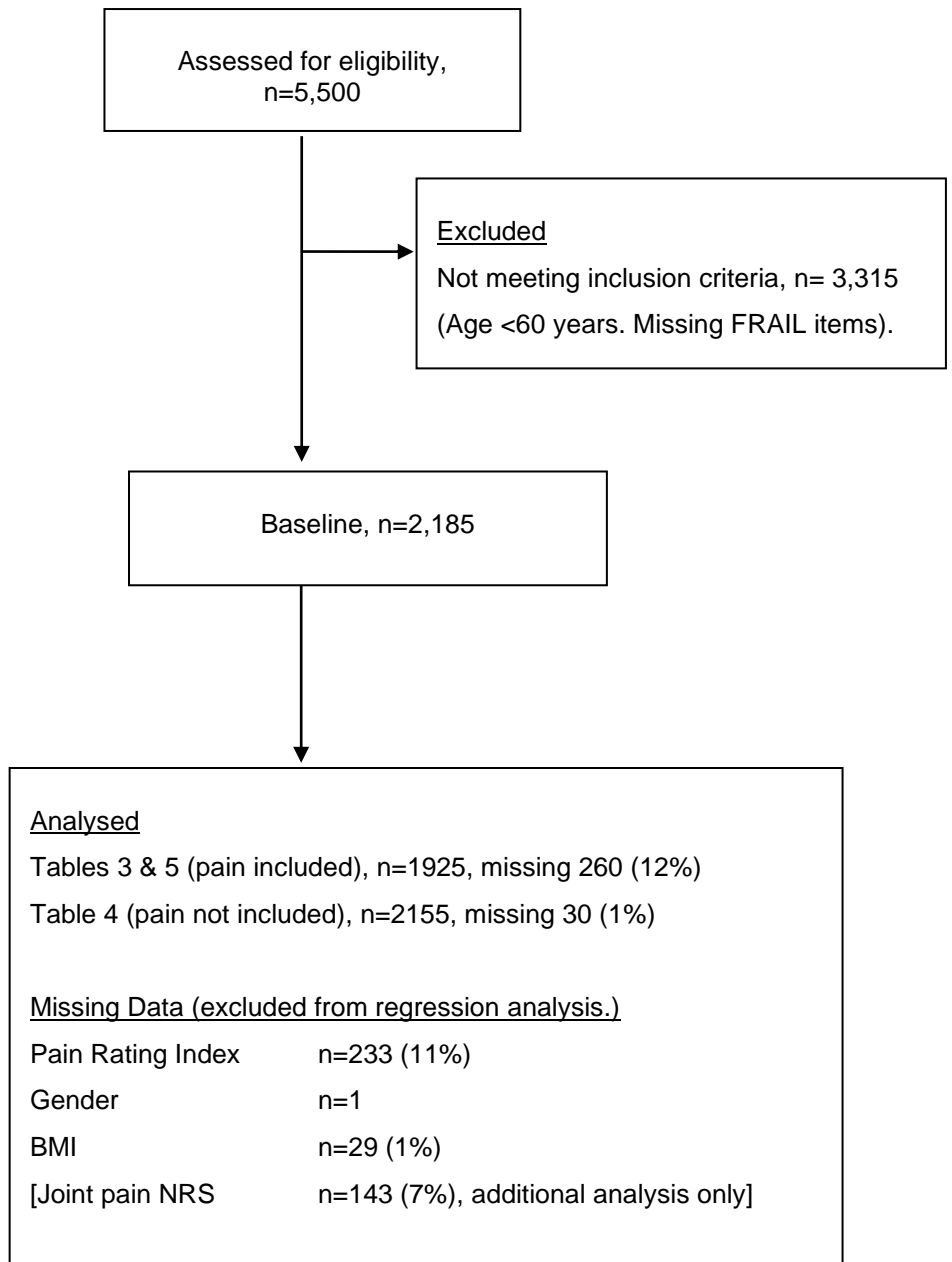 Assessed for eligibility,
n=5,500
Excluded
Not meeting inclusion criteria, n= 3,315
(Age <60 years. Missing FRAIL items).
Baseline, n=2,185
Analysed
Tables 3 & 5 (pain included), n=1925, missing 260 (12%)
Table 4 (pain not included), n=2155, missing 30 (1%)
Missing Data (excluded from regression analysis.)
Pain Rating Index n=233 (11%)
Gender n=1
BMI n=29 (1%)
[Joint pain NRS n=143 (7%), additional analysis only]